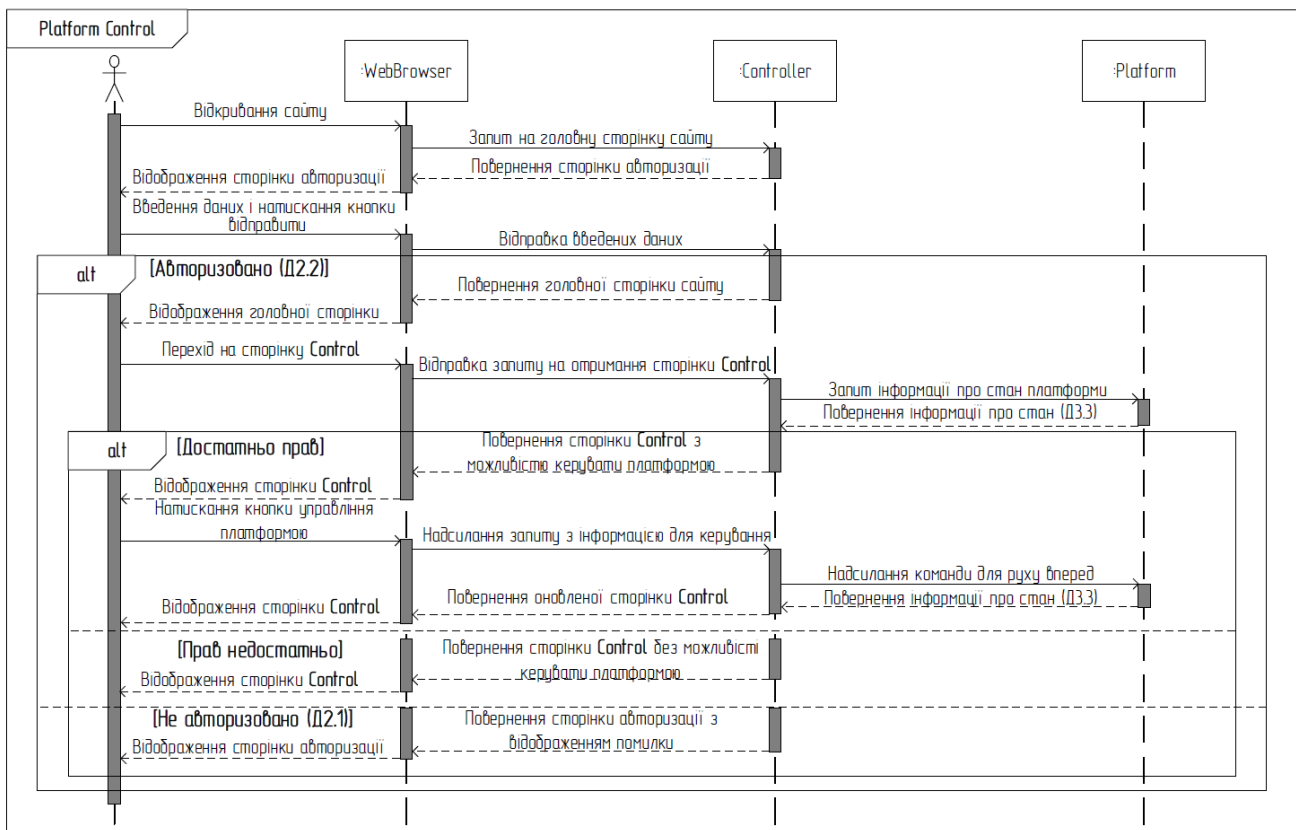 Platform Control
:WebBrowser
:Controller
:Platform
Відкривання сайту
Запит на головну сторінку сайту
Повернення сторінки авторизації
Відображення сторінки авторизації
Введення даних і натискання кнопки
відправити
Відправка введених даних
alt
[Авторизовано (Д2.2)]
Повернення головної сторінки сайту
Відображення головної сторінки
Перехід на сторінку Control
Відправка запиту на отримання сторінки Control
Запит інформації про стан платформи
Повернення інформації про стан (Д3.3)
alt
[Достатньо прав]
Повернення сторінки Control з
можливістю керувати платформою
Відображення сторінки Control
Натискання кнопки управління
платформою
Надсилання запиту з інформацією для керування
Надсилання команди для руху вперед
Повернення інформації про стан (Д3.3)
Повернення оновленої сторінки Control
Відображення сторінки Control
[Прав недостатньо]
Повернення сторінки Control без можливісті
керувати платформою
Відображення сторінки Control
[Не авторизовано (Д2.1)]
Повернення сторінки авторизації з
відображенням помилки
Відображення сторінки авторизації